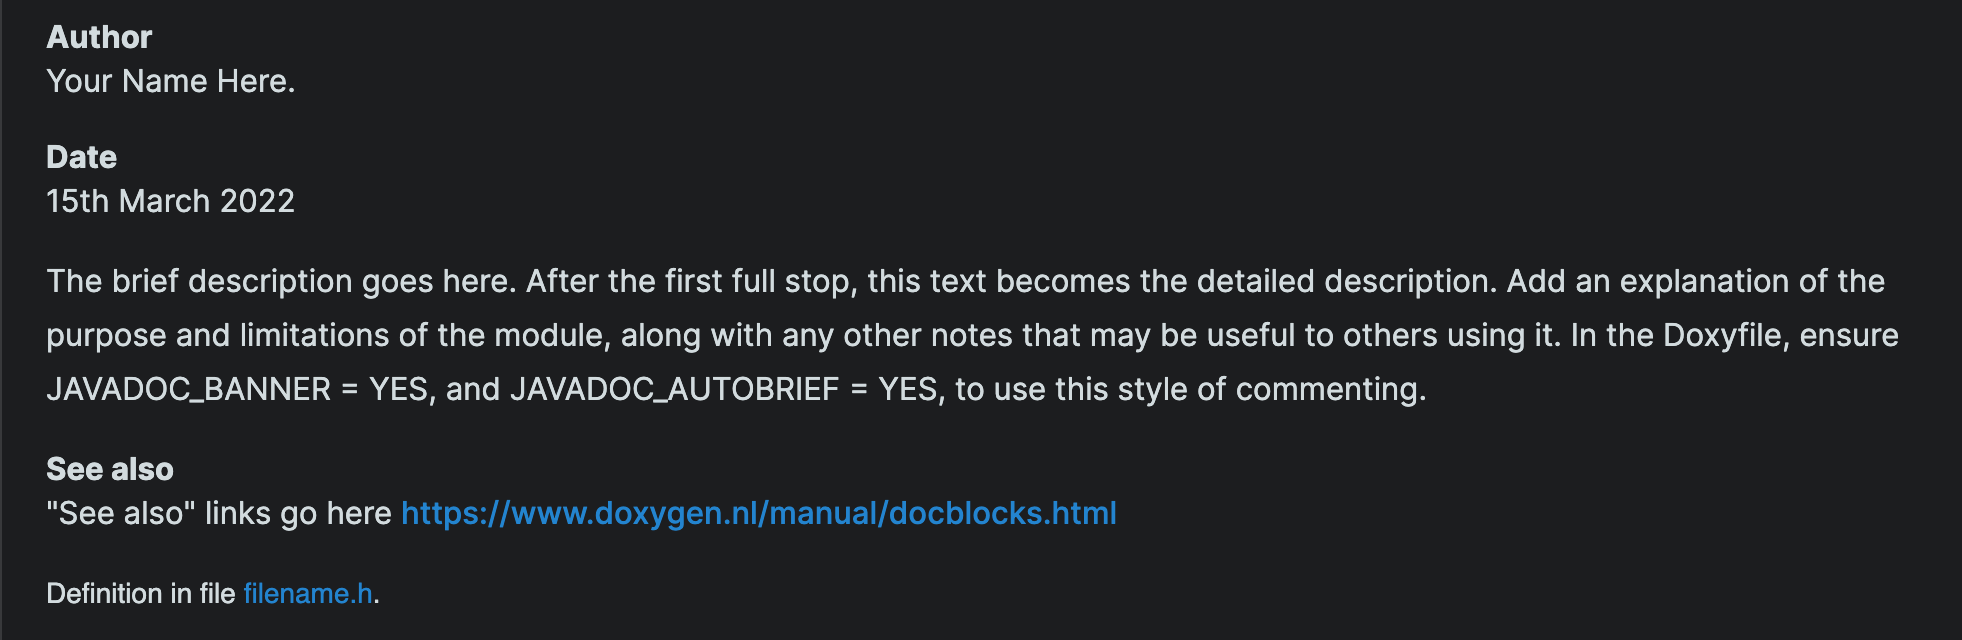 Author
Your Name Here.
Date
15th March 2022
The brief description goes here. After the first full stop, this text becomes the detailed description. Add an explanation of the
purpose and limitations of the module, along with any other notes that may be useful to others using it. In the Doxyfile, ensure
JAVADOC_BANNER = YES, and JAVADOC_AUTOBRIEF = YES, to use this style of commenting.
See also
"See also" links go here https://www.doxygen.nl/manual/docblocks.html
Definition in file filename.h.